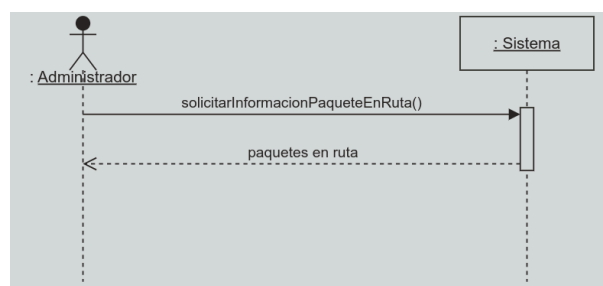 : Sistema
: Administrador
solicitarInformacionPaqueteEnRuta()
paquetes en ruta